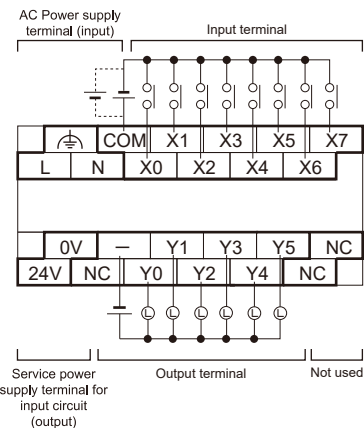 AC Power supply
terminal (input)
Input terminal
COM X1 X3 X5 X7
L N X0 X2 X4 X6
0V – Y1 Y3 Y5 NC
24V NC Y0 Y2 Y4 NC
L L L L L L
Service power
supply terminal for
input circuit
(output)
Output terminal
Not used